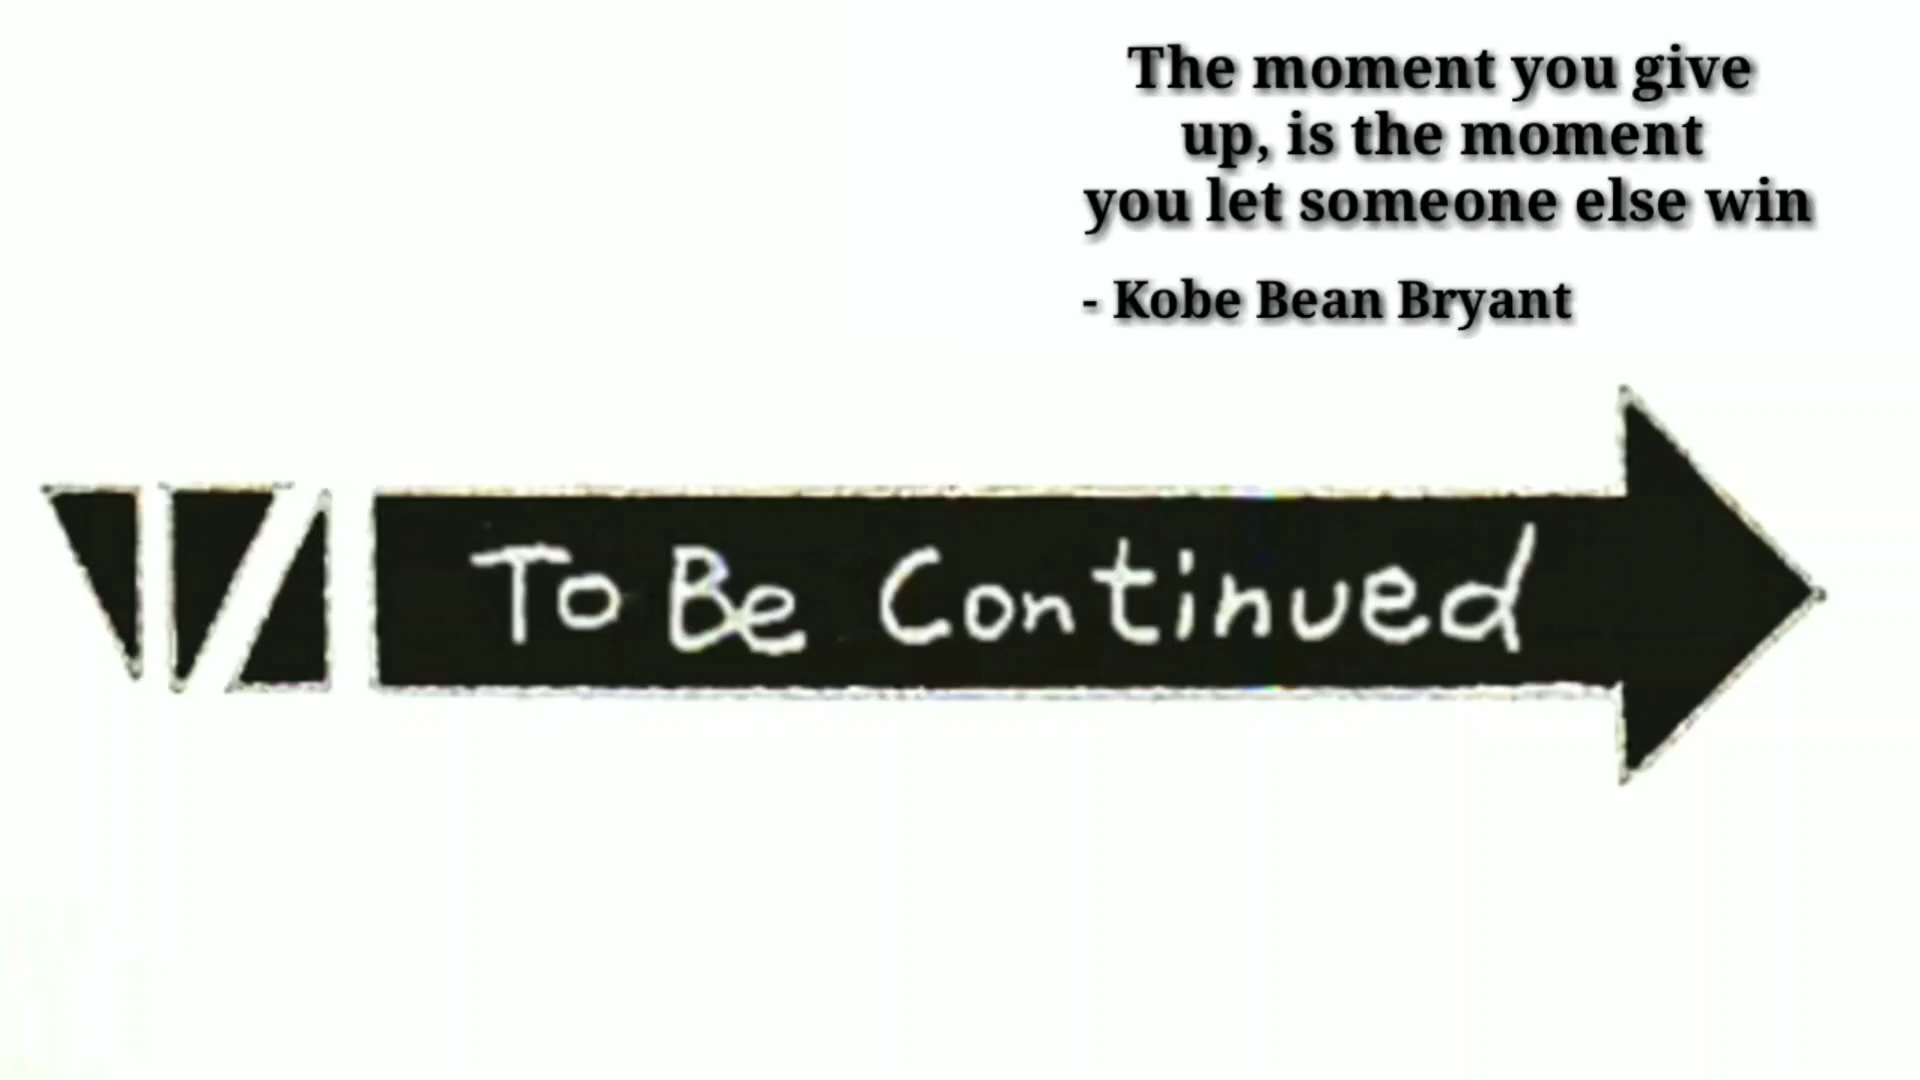 The moment you give
up, is the moment
you let someone else win
- Kobe Bean Bryant
To Be Continued